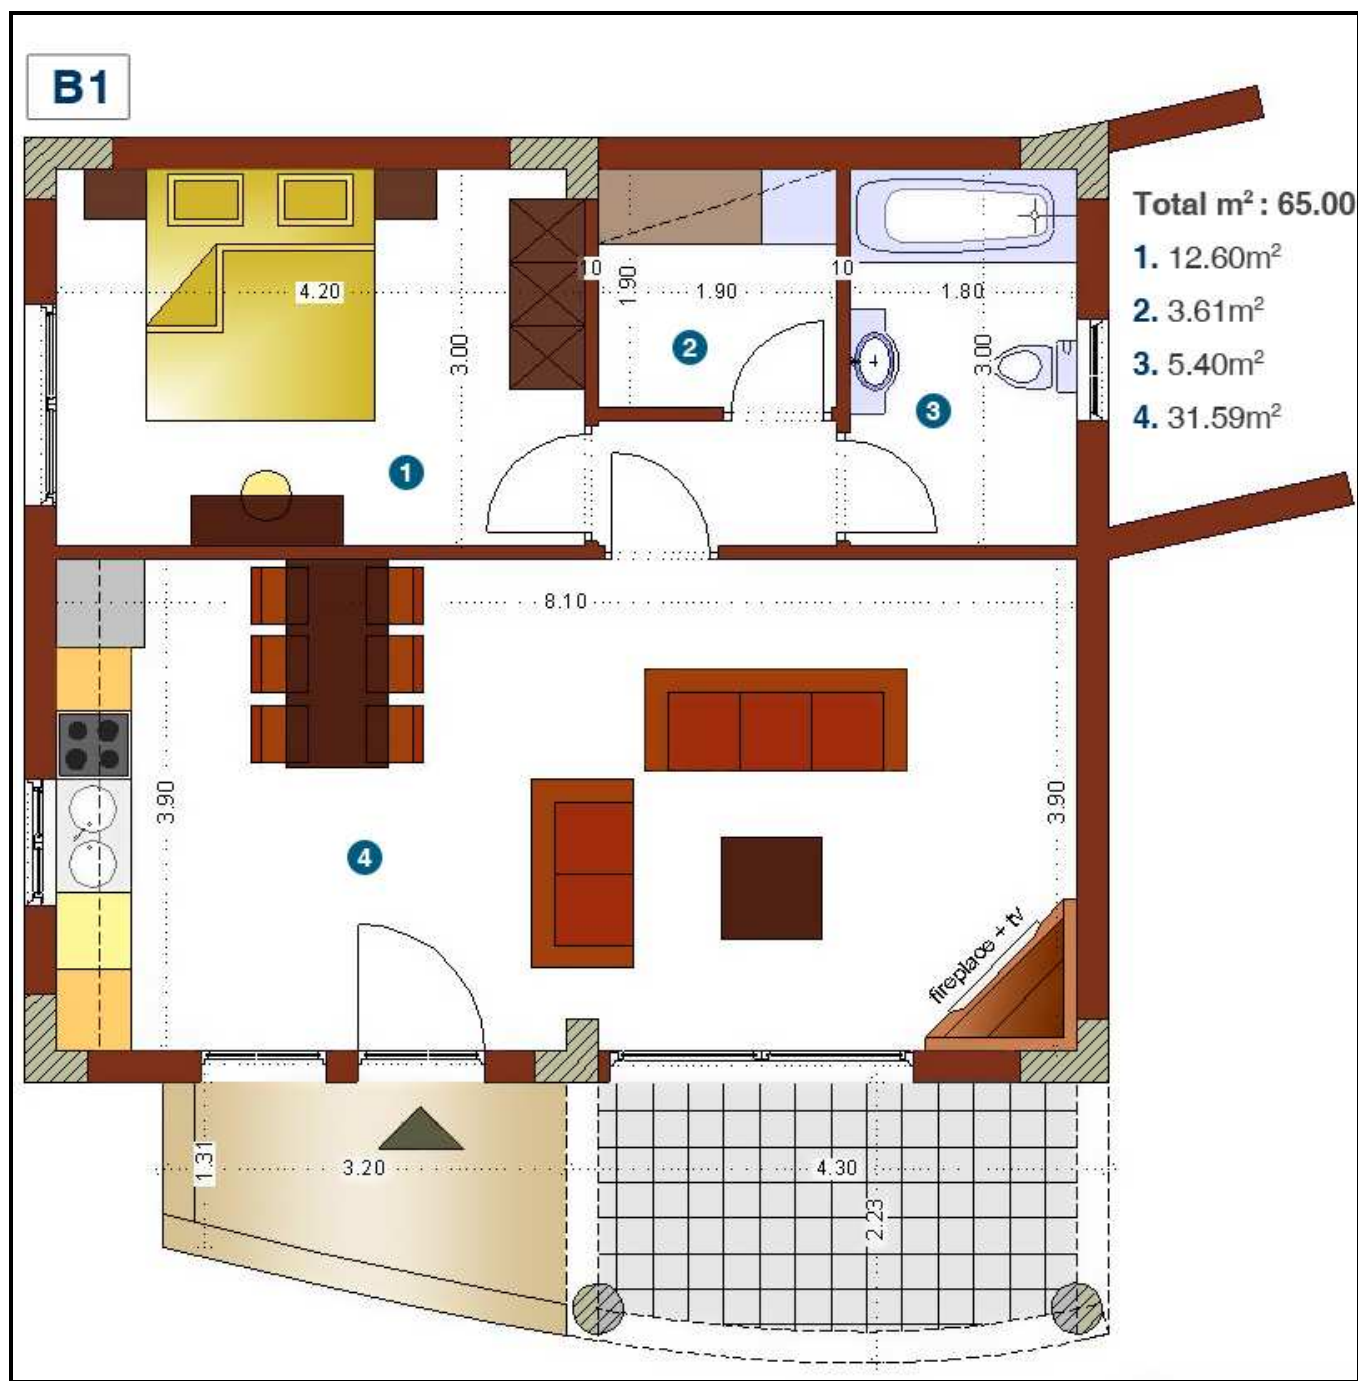 B1
Total m² : 65.00
1. 12.60m²
2. 3.61m²
3. 5.40m²
4. 31.59m²
10
10
1.90
4.20
1.90
1.80
3.00
2
3.00
3
1
8.10
3.90
3.90
4
fireplace + tv
1.31
3.20
4.30
2.23